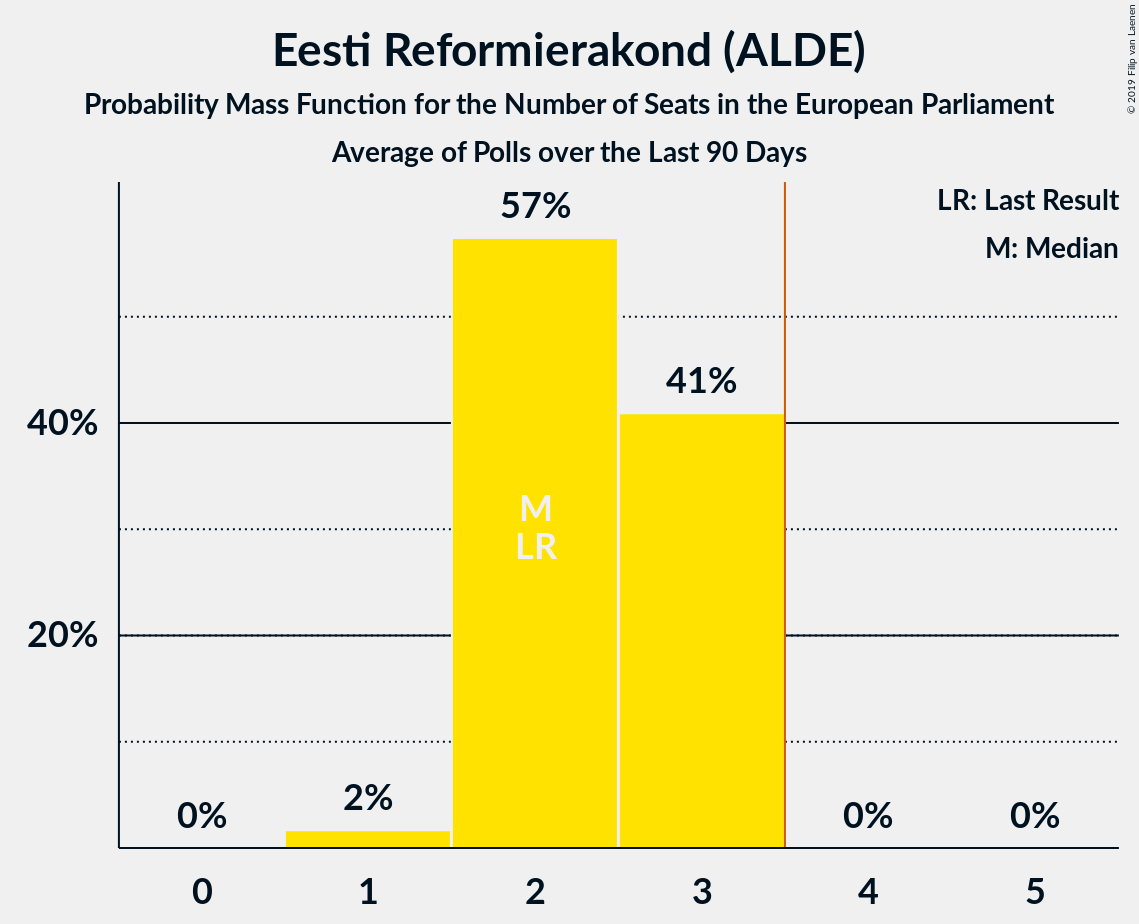 Eesti Reformierakond (ALDE)
Probability Mass Function for the Number of Seats in the European Parliament
Average of Polls over the Last 90 Days
© 2019 Filip van Laenen
LR: Last Result
M: Median
57%
41%
40%
M
LR
20%
2%
0%
0%
0%
0 1 2 3 4 5